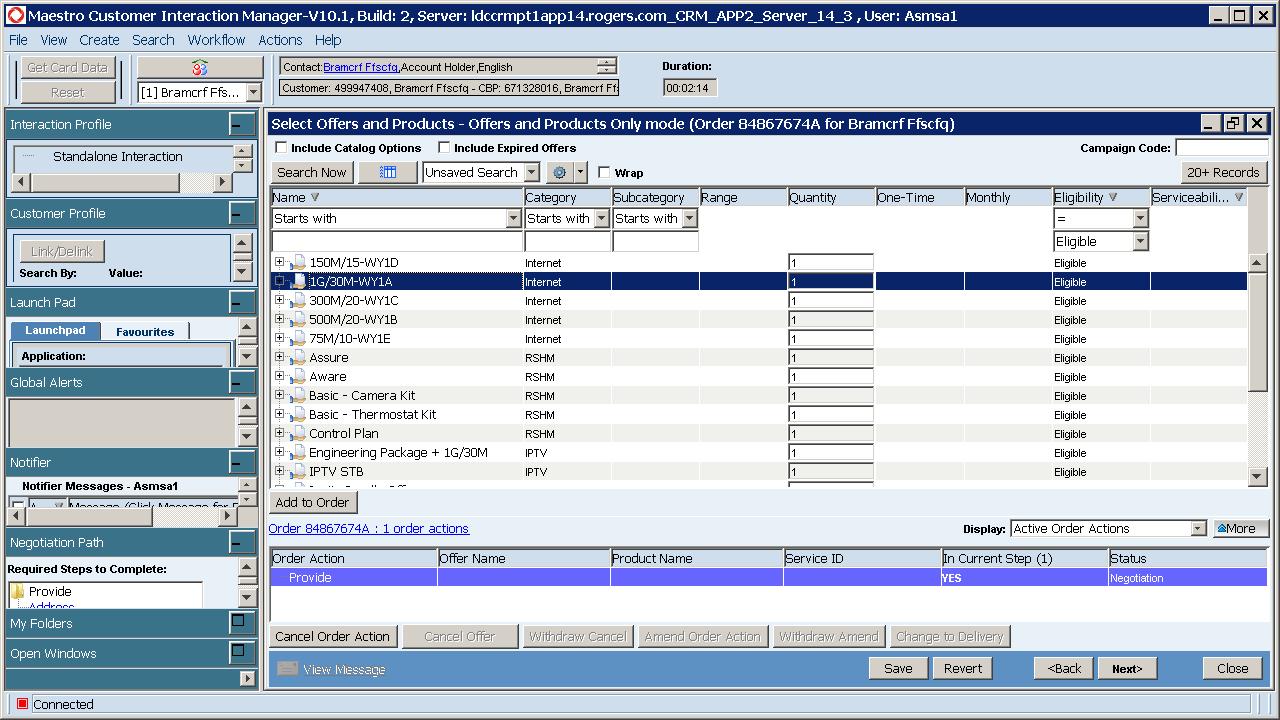 Maestro Customer Interaction Manager-V10.1, Build: 2, Server: ldccrmpt1app14.rogers.com_CRM_APP2_Server_14_3 , User: Asmsa1
File View Create Search Workflow Actions Help
Get Card Data
Reset
[1] Bramcrf Ffs...
Contact:Bramcrf Ffscfq,Account Holder,English
Customer: 499947408, Bramcrf Ffscfq - CBP: 671328016, Bramcrf Ff
Duration:
00:02:14
Interaction Profile
Standalone Interaction
Customer Profile
Link/Delink
Search By: Value:
Launch Pad
Launchpad Favourites
Application:
Global Alerts
Notifier
Notifier Messages - Asmsa1
Negotiation Path
Required Steps to Complete:
Provide
Address
My Folders
Open Windows
Select Offers and Products - Offers and Products Only mode (Order 84867674A for Bramcrf Ffscfq)
Include Catalog Options Include Expired Offers Campaign Code:
Search Now Unsaved Search Wrap 20+ Records
Name Category Subcategory Range Quantity One-Time Monthly Eligibility Serviceabili...
Starts with Starts with Starts with =
Eligible
150M/15-WY1D Internet 1 Eligible
1G/30M-WY1A Internet 1 Eligible
300M/20-WY1C Internet 1 Eligible
500M/20-WY1B Internet 1 Eligible
75M/10-WY1E Internet 1 Eligible
Assure RSHM 1 Eligible
Aware RSHM 1 Eligible
Basic - Camera Kit RSHM 1 Eligible
Basic - Thermostat Kit RSHM 1 Eligible
Control Plan RSHM 1 Eligible
Engineering Package + 1G/30M IPTV 1 Eligible
IPTV STB IPTV 1 Eligible
Add to Order
Order 84867674A : 1 order actions Display: Active Order Actions More
Order Action Offer Name Product Name Service ID In Current Step (1) Status
Provide YES Negotiation
Cancel Order Action Cancel Offer Withdraw Cancel Amend Order Action Withdraw Amend Change to Delivery
View Message Save Revert <Back Next> Close
Connected